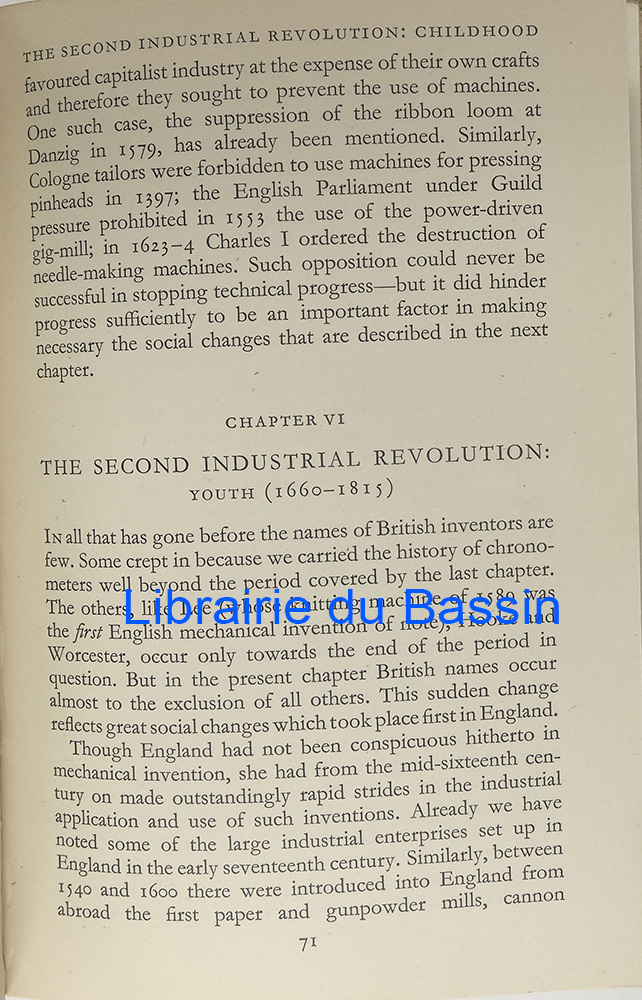 THE SECOND INDUSTRIAL REVOLUTION: CHILDHOOD
favoured capitalist industry at the expense of their own crafts
and therefore they sought to prevent the use of machines.
One such case, the suppression of the ribbon loom at
Danzig in 1579, has already been mentioned. Similarly,
Cologne tailors were forbidden to use machines for pressing
pinheads in 1397; the English Parliament under Guild
pressure prohibited in 1553 the use of the power-driven
gig-mill; in 1623–4 Charles I ordered the destruction of
needle-making machines. Such opposition could never be
successful in stopping technical progress—but it did hinder
progress sufficiently to be an important factor in making
necessary the social changes that are described in the next
chapter.
CHAPTER VI
THE SECOND INDUSTRIAL REVOLUTION:
YOUTH (1660–1815)
IN all that has gone before the names of British inventors are
few. Some crept in because we carried the history of chrono-
meters well beyond the period covered by the last chapter.
The others, like Lee (whose knitting machine of 1589 was
Librairie du Bassin
the first English mechanical invention of note), Hooke and
Worcester, occur only towards the end of the period in
question. But in the present chapter British names occur
almost to the exclusion of all others. This sudden change
reflects great social changes which took place first in England.
Though England had not been conspicuous hitherto in
mechanical invention, she had from the mid-sixteenth cen-
tury on made outstandingly rapid strides in the industrial
application and use of such inventions. Already we have
noted some of the large industrial enterprises set up in
England in the early seventeenth century. Similarly, between
1540 and 1600 there were introduced into England from
abroad the first paper and gunpowder mills, cannon
71